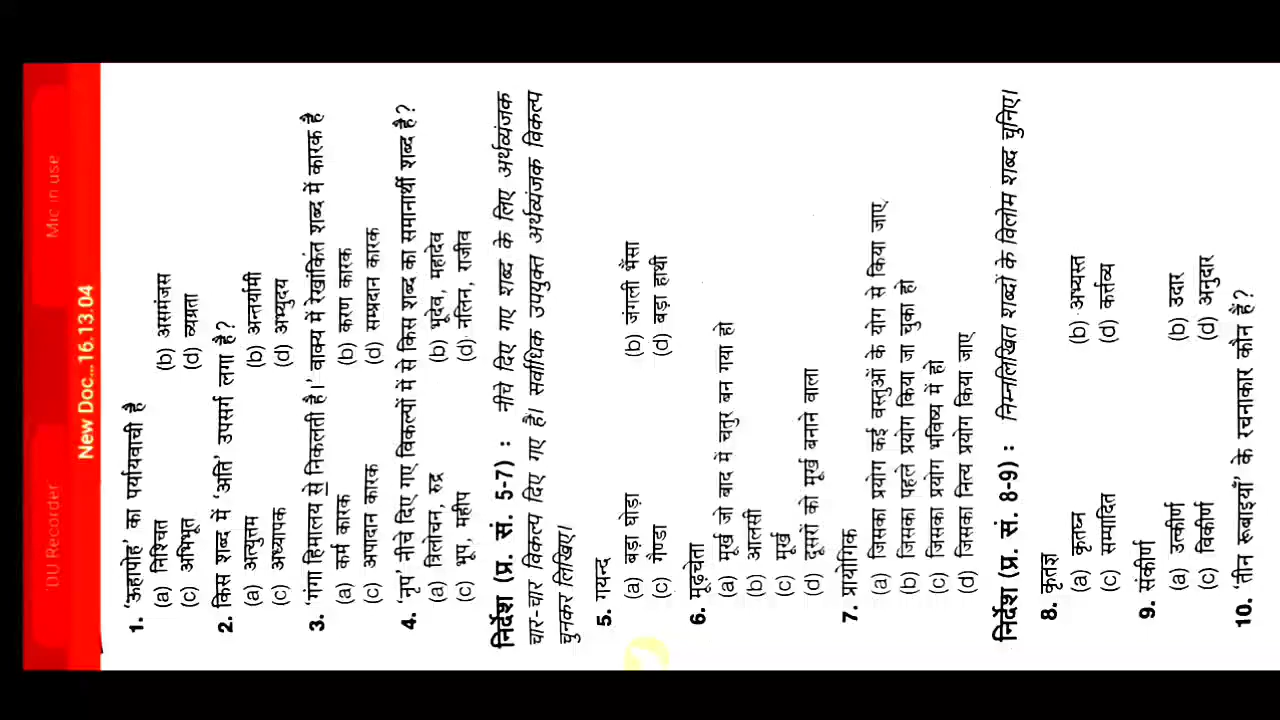 'DU Recorder
Mic in use
New Doc...16.13.04
1. 'ऊहापोह' का पर्यायवाची है
(a) निश्चित (b) असमंजस
(c) अभिभूत (d) व्यग्रता
2. किस शब्द में 'अति' उपसर्ग लगा है?
(a) अत्युत्तम (b) अन्तर्यामी
(c) अध्यापक (d) अभ्युदय
3. 'गंगा हिमालय से निकलती है।' वाक्य में रेखांकित शब्द में कारक है
(a) कर्म कारक (b) करण कारक
(c) अपादान कारक (d) सम्प्रदान कारक
4. 'नृप' नीचे दिए गए विकल्पों में से किस शब्द का समानार्थी शब्द है?
(a) त्रिलोचन, रुद्र (b) भूदेव, महादेव
(c) भूप, महीप (d) नलिन, राजीव
निर्देश (प्र. सं. 5-7) : नीचे दिए गए शब्द के लिए अर्थव्यंजक
चार-चार विकल्प दिए गए हैं। सर्वाधिक उपयुक्त अर्थव्यंजक विकल्प
चुनकर लिखिए।
5. गयन्द
(a) बड़ा घोड़ा (b) जंगली भैंसा
(c) गैण्डा (d) बड़ा हाथी
6. मूढ़चेता
(a) मूर्ख जो बाद में चतुर बन गया हो
(b) आलसी
(c) मूर्ख
(d) दूसरों को मूर्ख बनाने वाला
7. प्रायोगिक
(a) जिसका प्रयोग कई वस्तुओं के योग से किया जाए
(b) जिसका पहले प्रयोग किया जा चुका हो
(c) जिसका प्रयोग भविष्य में हो
(d) जिसका नित्य प्रयोग किया जाए
निर्देश (प्र. सं. 8-9) : निम्नलिखित शब्दों के विलोम शब्द चुनिए।
8. कृतज्ञ
(a) कृतघ्न (b) अभ्यस्त
(c) सम्पादित (d) कर्त्तव्य
9. संकीर्ण
(a) उत्कीर्ण (b) उदार
(c) विकीर्ण (d) अनुदार
10. 'तीन रूबाइयाँ' के रचनाकार कौन हैं?